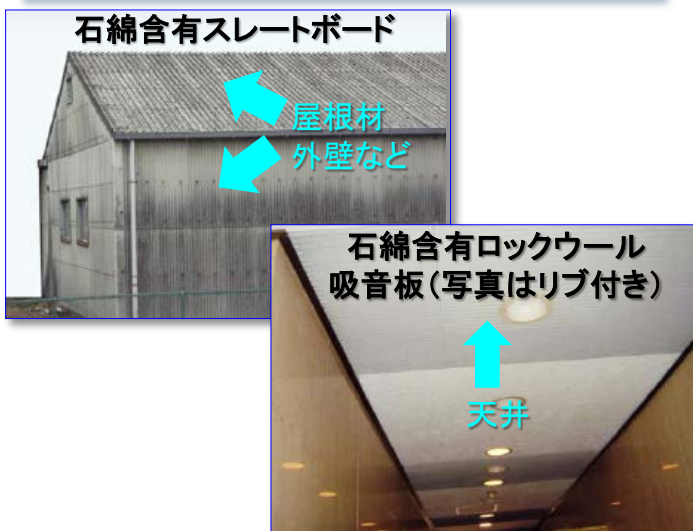 石綿含有スレートボード
屋根材
外壁など
石綿含有ロックウール
吸音板（写真はリブ付き）
天井